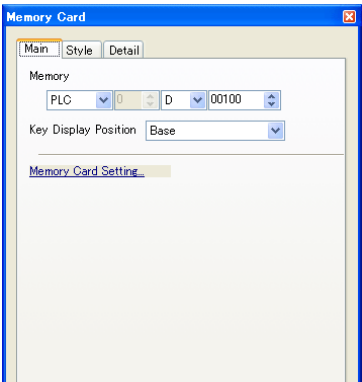 Memory Card
Main Style Detail
Memory
PLC 0 D 00100
Key Display Position Base
Memory Card Setting...